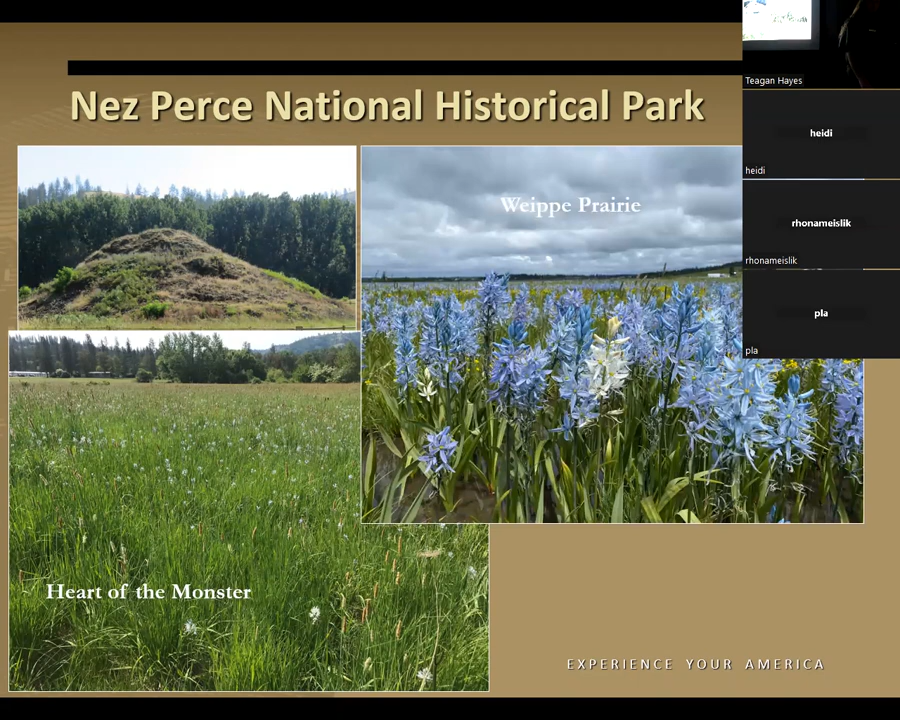 Nez Perce National Historical Park
Weippe Prairie
Heart of the Monster
EXPERIENCE YOUR AMERICA
Teagan Hayes
heidi
heidi
rhonameislik
rhonameislik
pla
pla